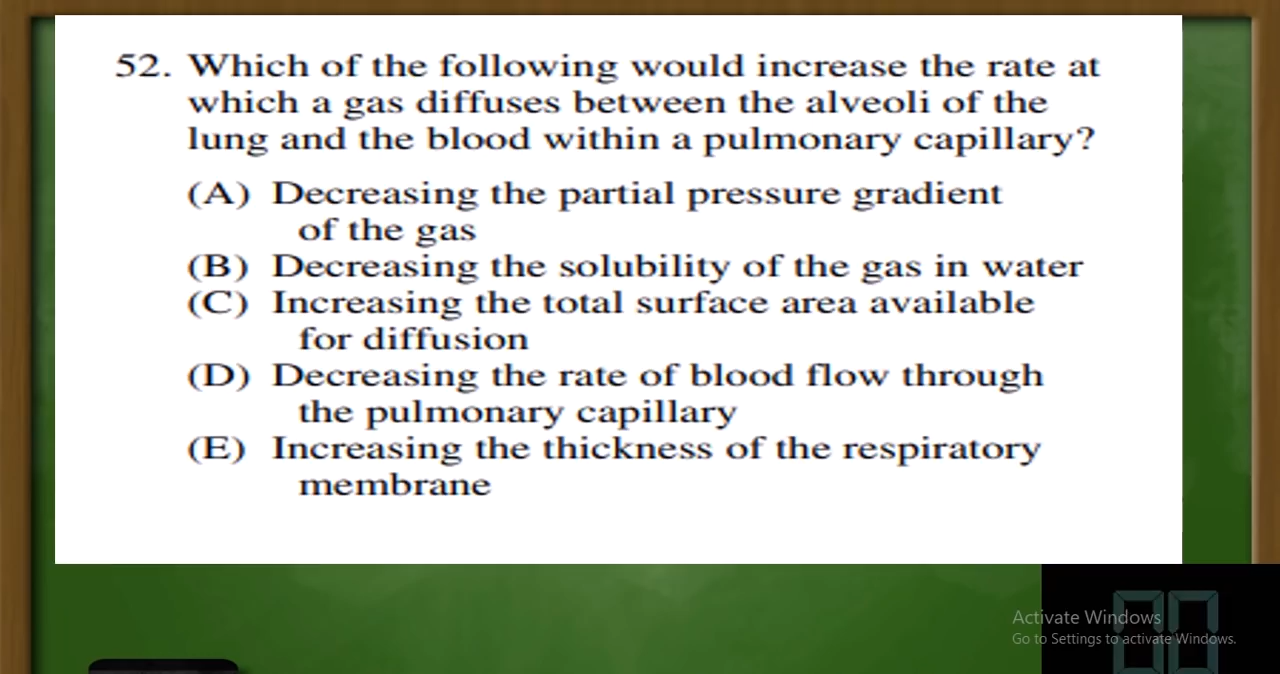 52. Which of the following would increase the rate at
which a gas diffuses between the alveoli of the
lung and the blood within a pulmonary capillary?
(A) Decreasing the partial pressure gradient
of the gas
(B) Decreasing the solubility of the gas in water
(C) Increasing the total surface area available
for diffusion
(D) Decreasing the rate of blood flow through
the pulmonary capillary
(E) Increasing the thickness of the respiratory
membrane
Activate Windows
Go to Settings to activate Windows.